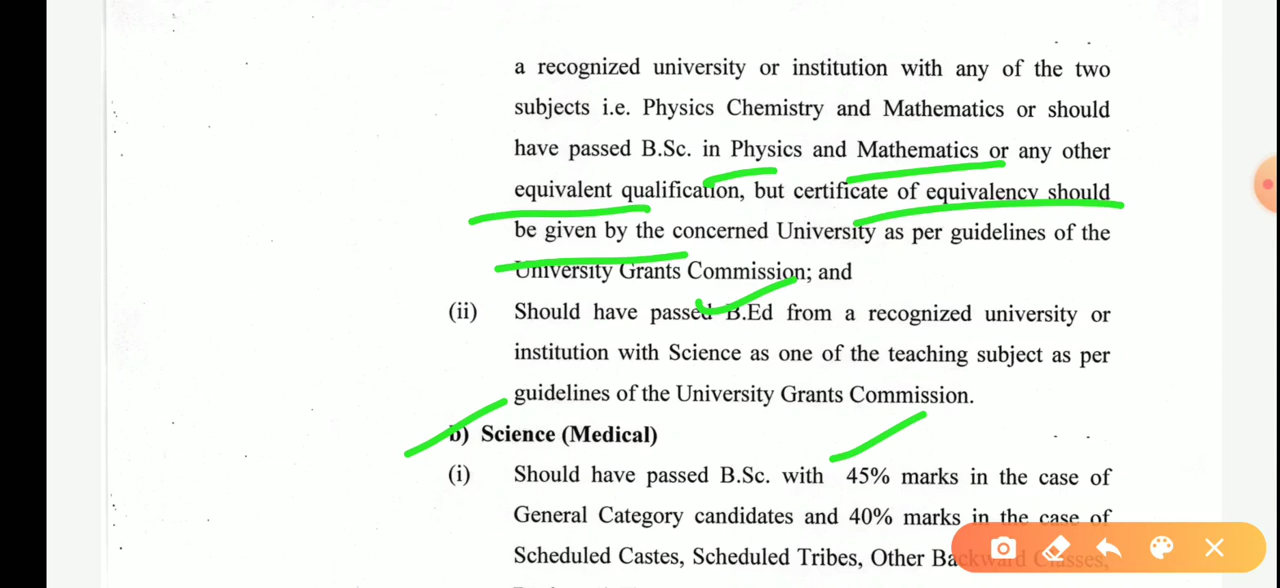 a recognized university or institution with any of the two
subjects i.e. Physics Chemistry and Mathematics or should
have passed B.Sc. in Physics and Mathematics or any other
equivalent qualification, but certificate of equivalency should
be given by the concerned University as per guidelines of the
University Grants Commission; and
(ii) Should have passed B.Ed from a recognized university or
institution with Science as one of the teaching subject as per
guidelines of the University Grants Commission.
b) Science (Medical)
(i) Should have passed B.Sc. with 45% marks in the case of
General Category candidates and 40% marks in the case of
Scheduled Castes, Scheduled Tribes, Other Backward Classes,